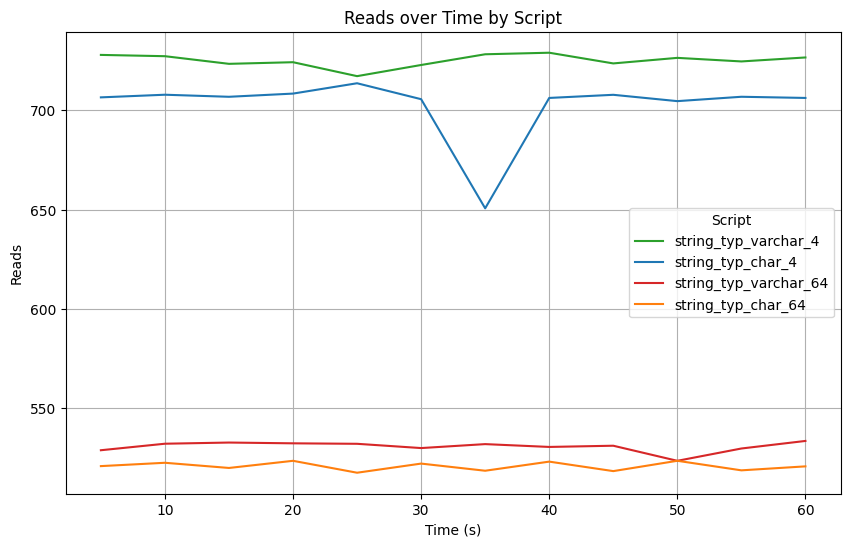 Reads over Time by Script
Reads
700
650
600
550
Script
string_typ_varchar_4
string_typ_char_4
string_typ_varchar_64
string_typ_char_64
10 20 30 40 50 60
Time (s)